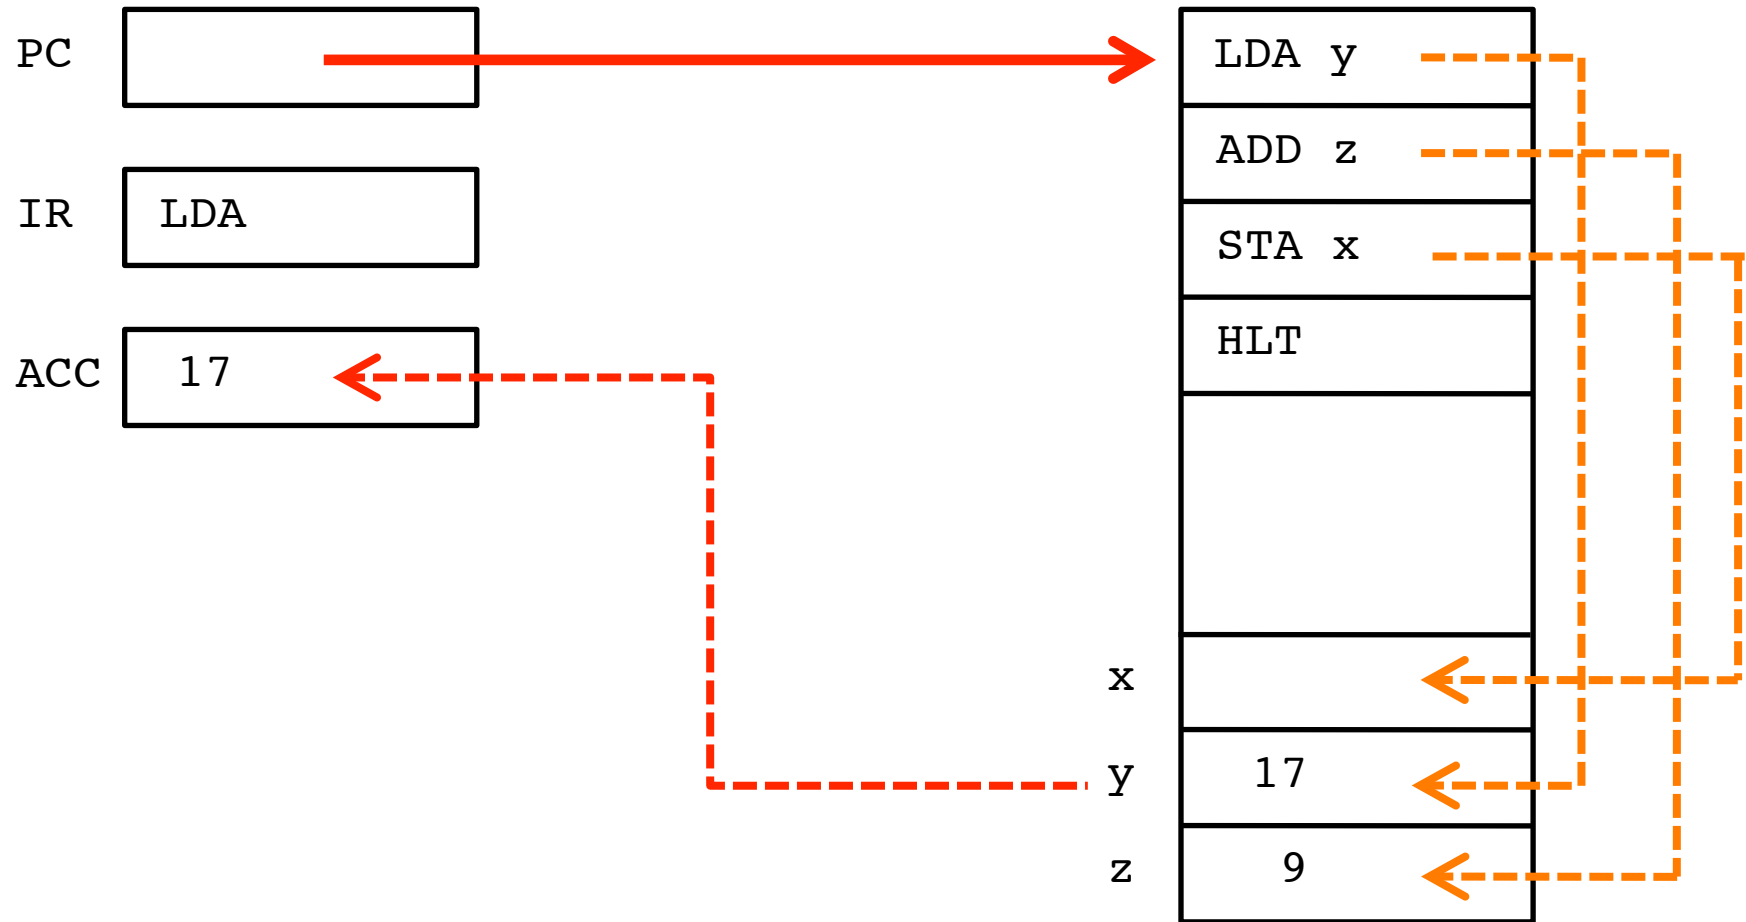 PC
LDA y
ADD z
IR LDA
STA x
HLT
ACC 17
x
y 17
z 9